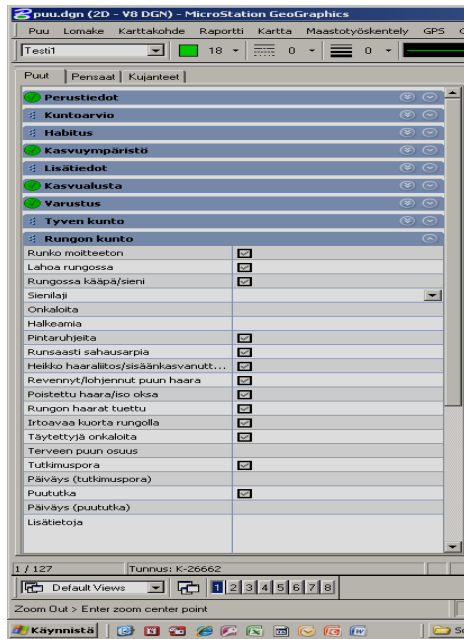 puu.dgn (2D - V8 DGN) - MicroStation GeoGraphics
Puu Lomake Karttakohde Raportti Kartta Maastotyöskentely GPS
Testi1 18 0 0
Puut Pensaat Kujanteet
Perustiedot
Kuntoarvio
Habitus
Kasvuympäristö
Lisätiedot
Kasvualusta
Varustus
Tyven kunto
Rungon kunto
Runko moitteeton
Lahoa rungossa
Rungossa kääpä/sieni
Sienilaji
Onkaloita
Halkeamia
Pintaruhjeita
Runsaasti sahausarpia
Heikko haaraliitos/sisäänkasvanutt...
Revennyt/lohjennut puun haara
Poistettu haara/iso oksa
Rungon haarat tuettu
Irtoavaa kuorta rungolla
Täytettyjä onkaloita
Terveen puun osuus
Tutkimuspora
Päiväys (tutkimuspora)
Puututka
Päiväys (puututka)
Lisätietoja
1 / 127 Tunnus: K-26662
Default Views 1 2 3 4 5 6 7 8
Zoom Out > Enter zoom center point
Käynnistä